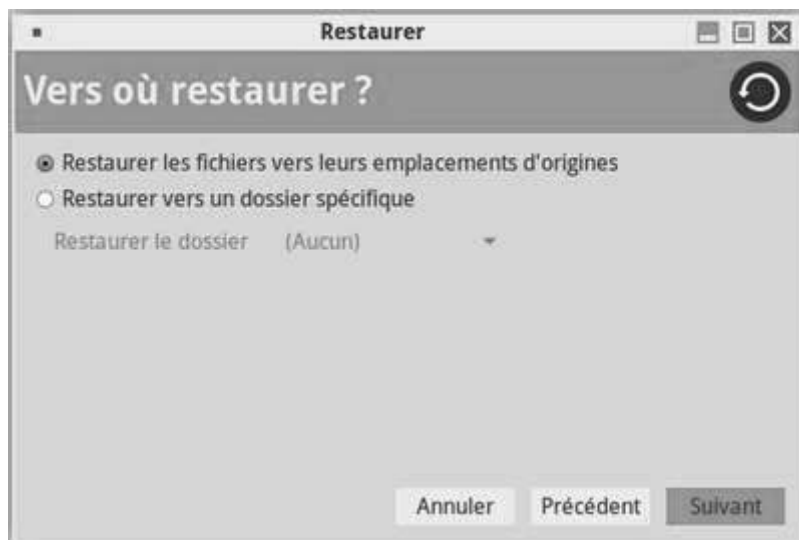 Restaurer
Vers où restaurer ?
Restaurer les fichiers vers leurs emplacements d'origines
Restaurer vers un dossier spécifique
Restaurer le dossier (Aucun)
Annuler Précédent Suivant